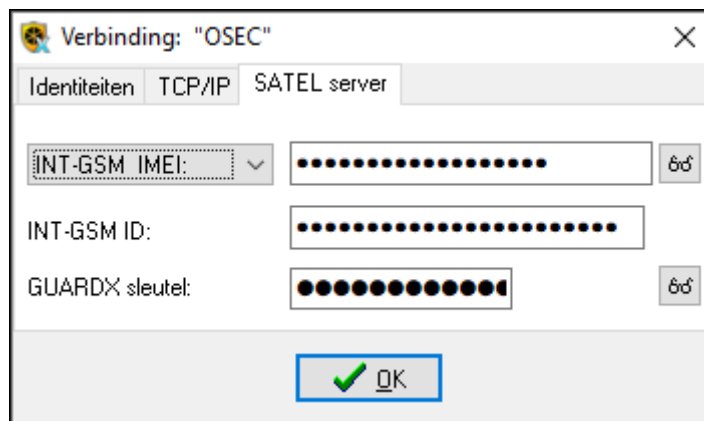 Verbinding: "OSEC"
Identiteiten TCP/IP SATEL server
INT-GSM IMEI: ••••••••••••••••••
INT-GSM ID: •••••••••••••••••••••••
GUARDX sleutel: ●●●●●●●●●●●●
OK